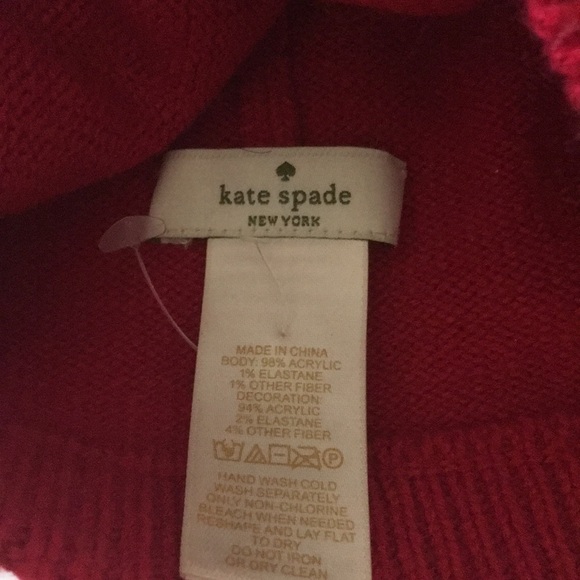 kate spade
NEW YORK
MADE IN CHINA
BODY: 98% ACRYLIC
1% ELASTANE
1% OTHER FIBER
DECORATION:
94% ACRYLIC
2% ELASTANE
4% OTHER FIBER
P
HAND WASH COLD
WASH SEPARATELY
ONLY NON-CHLORINE
BLEACH WHEN NEEDED
RESHAPE AND LAY FLAT
TO DRY
DO NOT IRON
OR DRY CLEAN